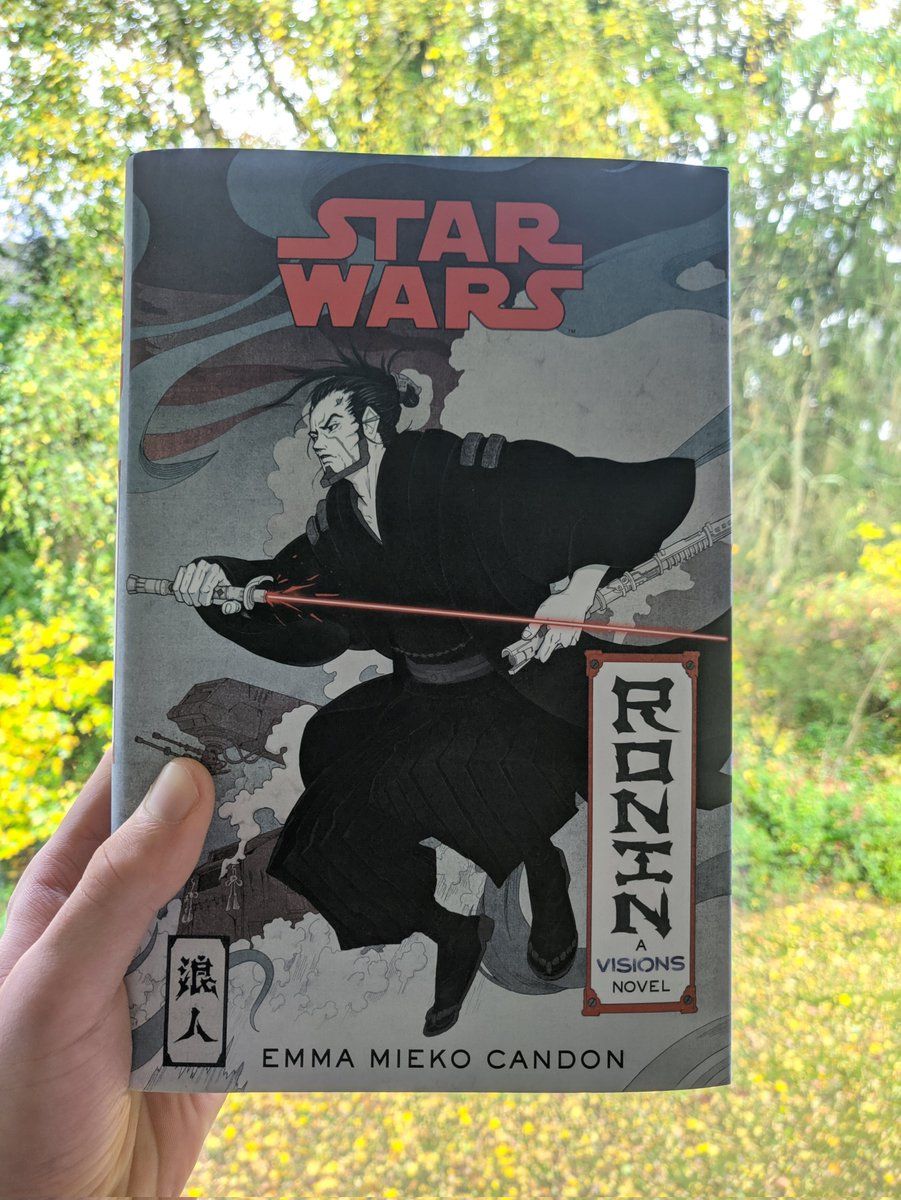 STAR
WARS
RONIN
A
VISIONS
NOVEL
浪人
EMMA MIEKO CANDON